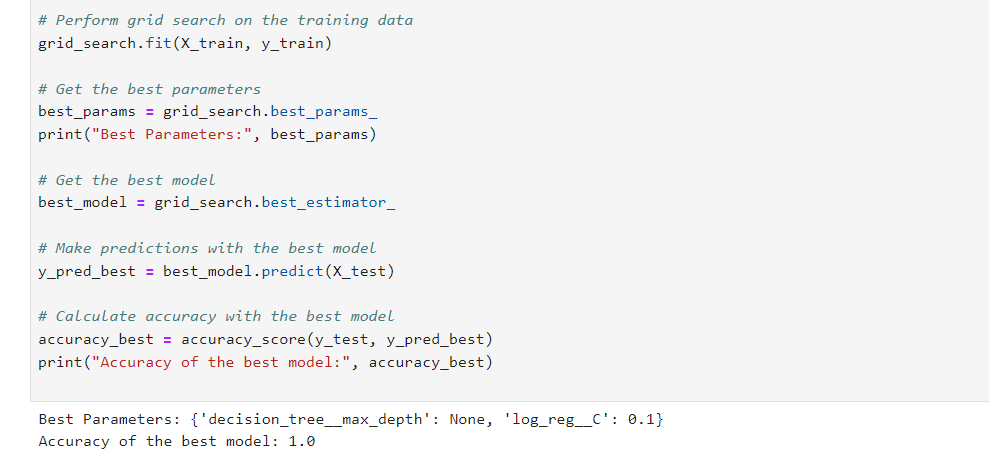 # Perform grid search on the training data
grid_search.fit(X_train, y_train)
# Get the best parameters
best_params = grid_search.best_params_
print("Best Parameters:", best_params)
# Get the best model
best_model = grid_search.best_estimator_
# Make predictions with the best model
y_pred_best = best_model.predict(X_test)
# Calculate accuracy with the best model
accuracy_best = accuracy_score(y_test, y_pred_best)
print("Accuracy of the best model:", accuracy_best)
Best Parameters: {'decision_tree__max_depth': None, 'log_reg__C': 0.1}
Accuracy of the best model: 1.0